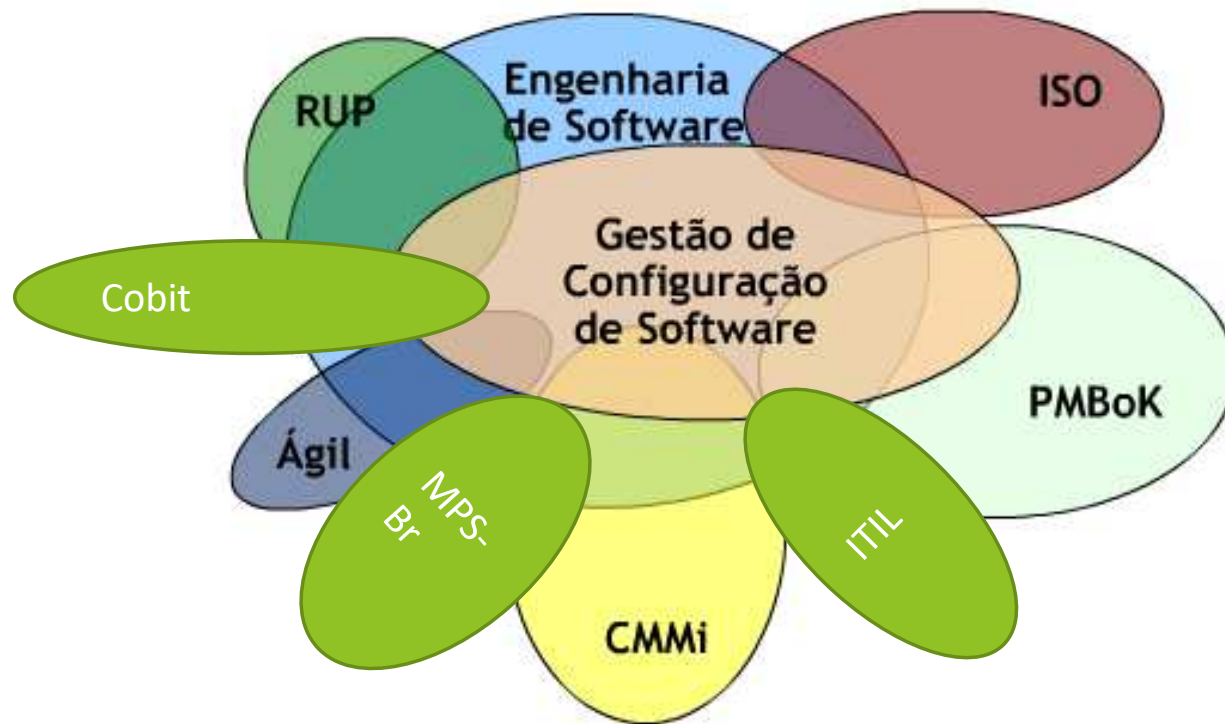 RUP
Engenharia
de Software
ISO
Gestão de
Configuração
de Software
Cobit
PMBoK
Ágil
MPS-
Br
ITIL
CMMi